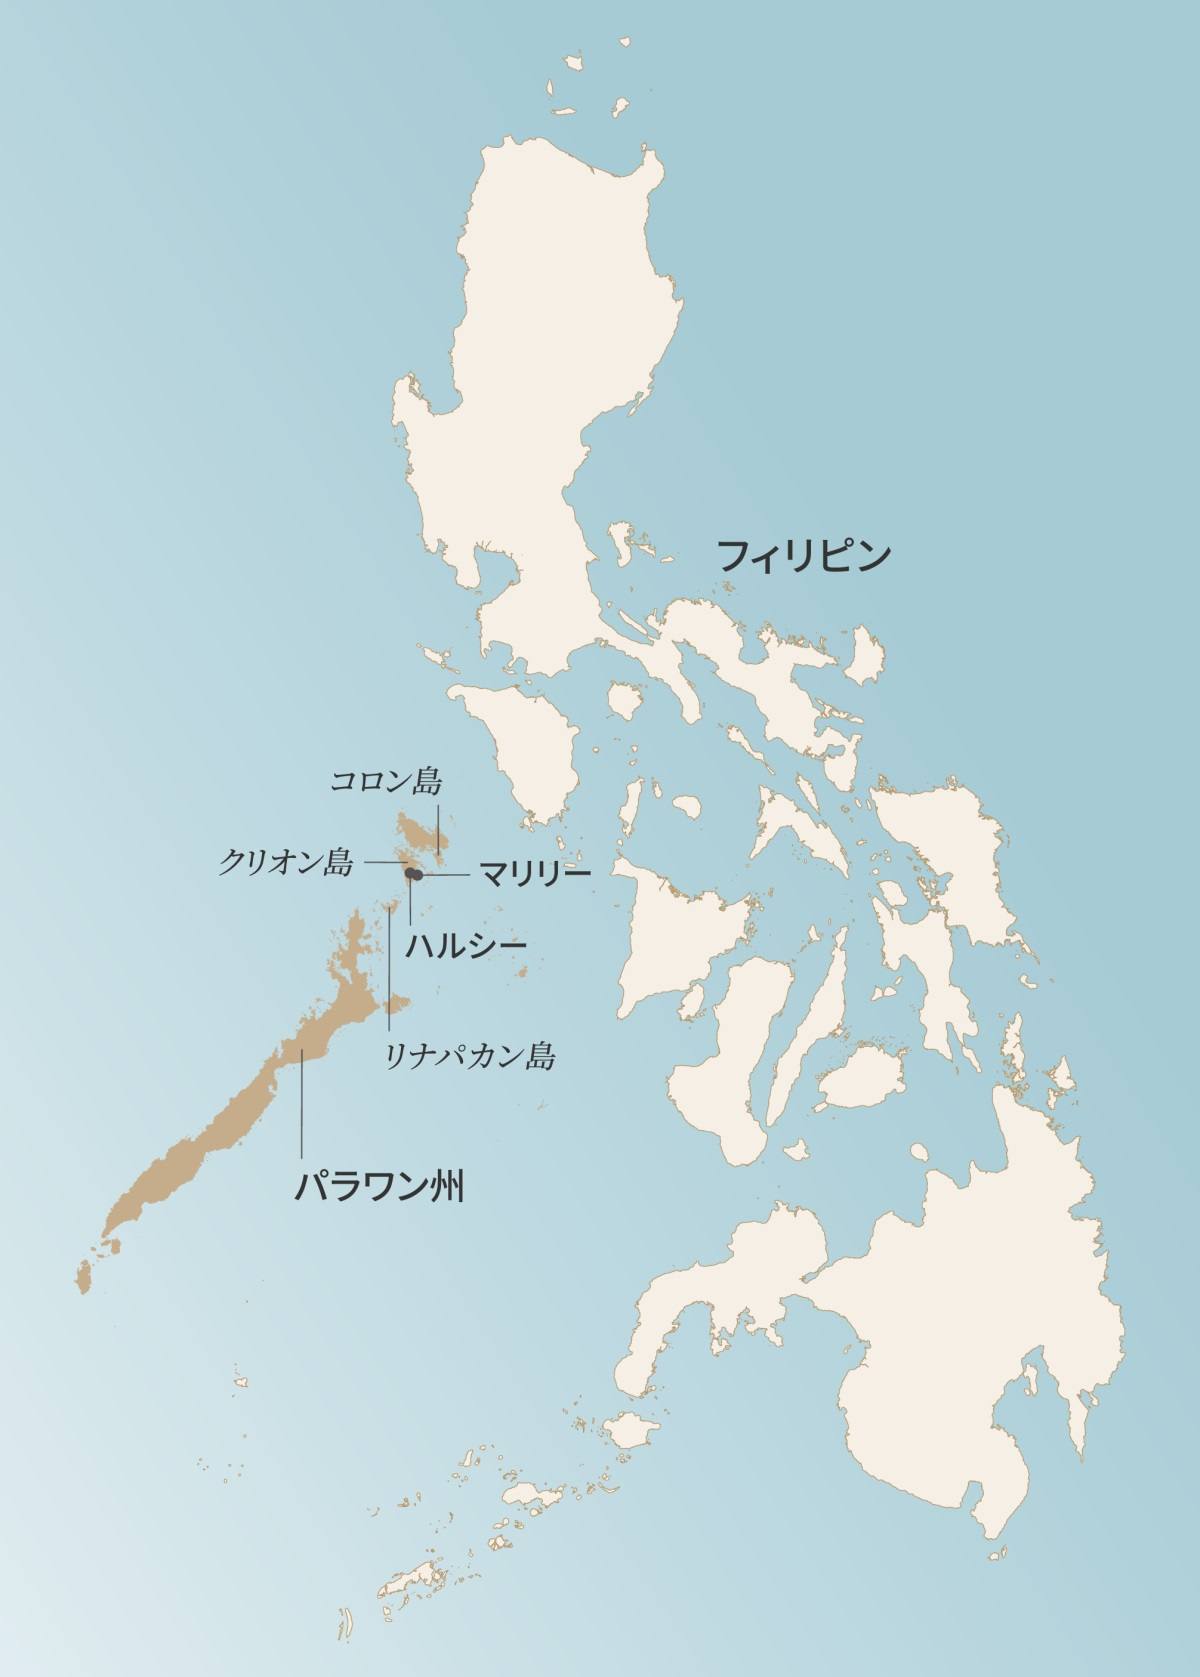 フィリピン
コロン島
クリオン島
マリリー
ハルシー
リナパカン島
パラワン州